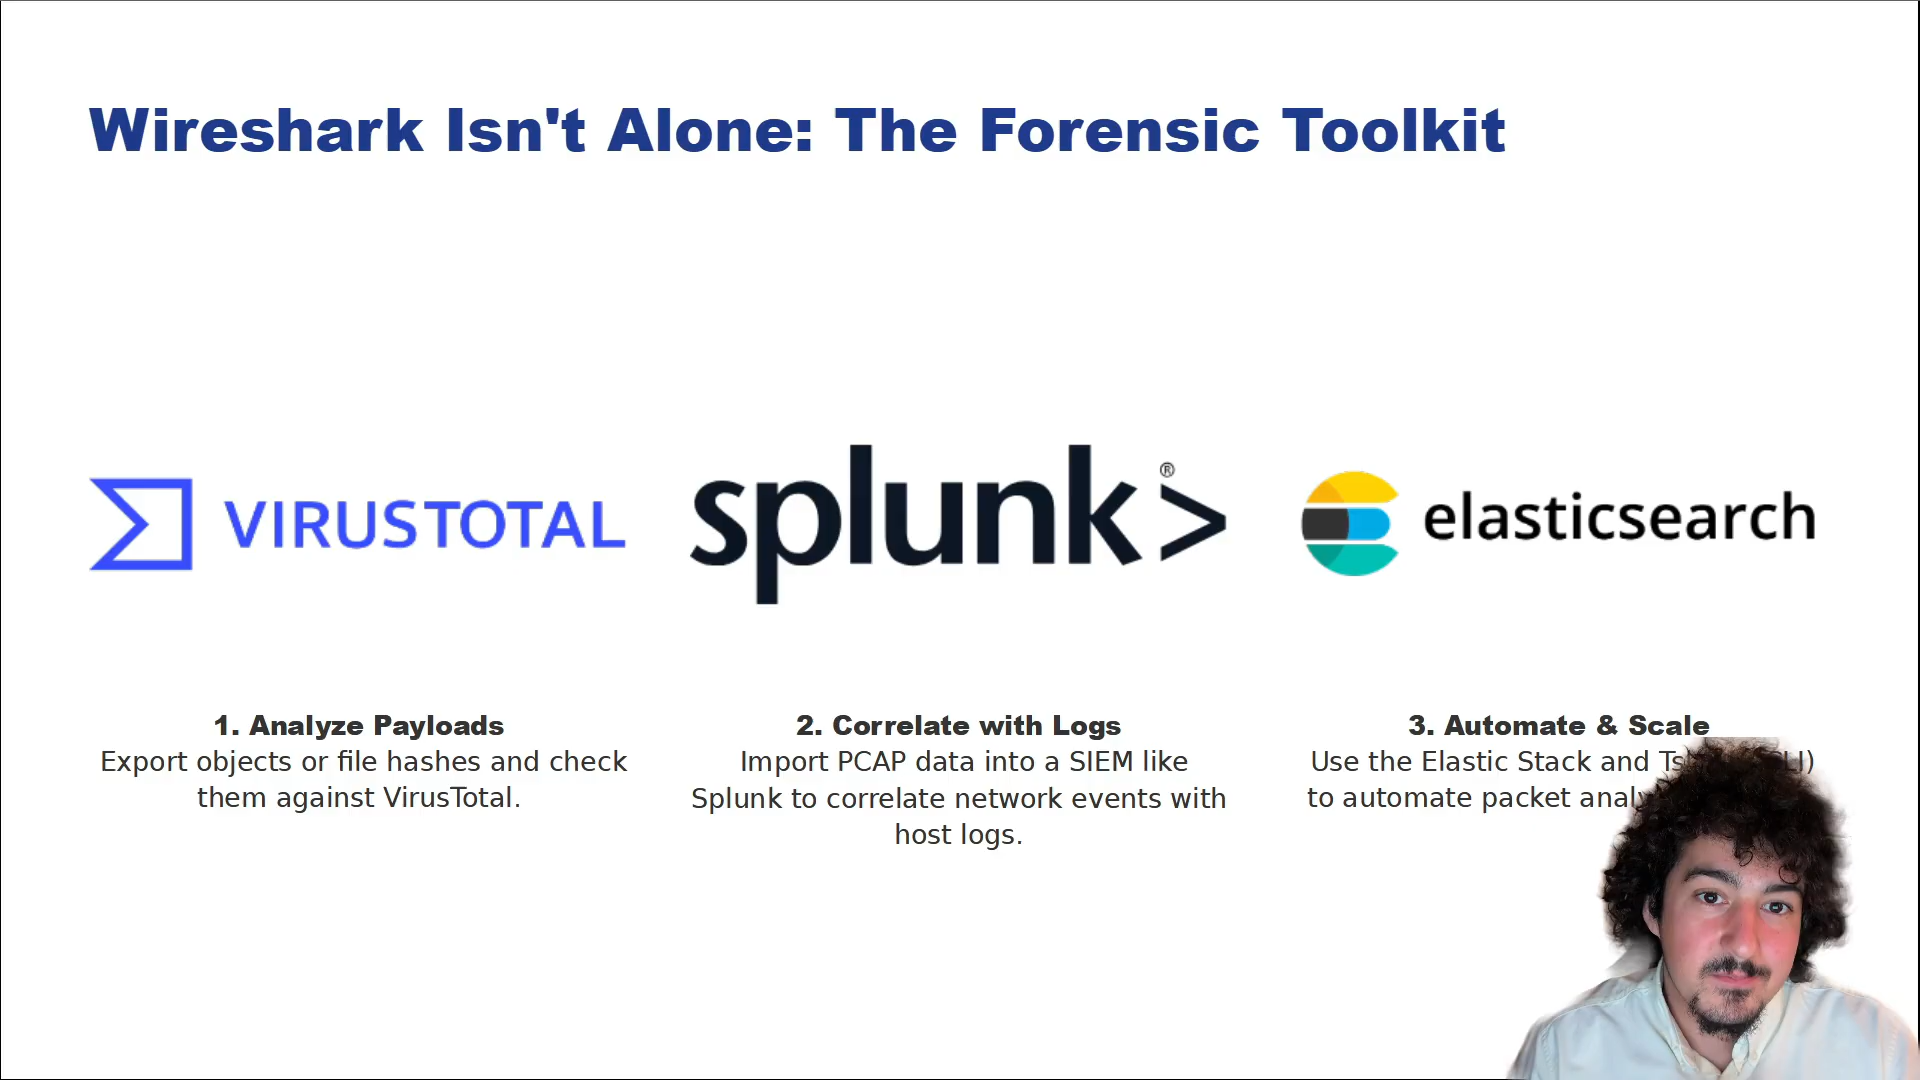 Wireshark Isn't Alone: The Forensic Toolkit
VIRUSTOTAL
splunk>®
elasticsearch
1. Analyze Payloads
Export objects or file hashes and check
them against VirusTotal.
2. Correlate with Logs
Import PCAP data into a SIEM like
Splunk to correlate network events with
host logs.
3. Automate & Scale
Use the Elastic Stack and
to automate packet